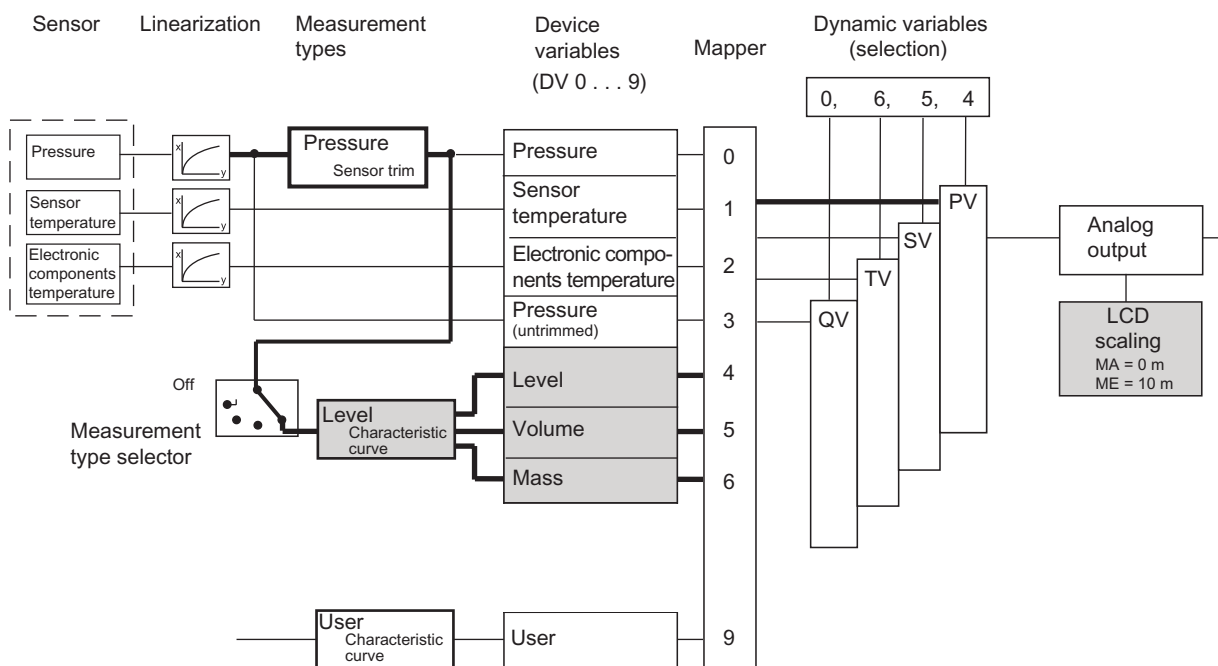 Sensor
Linearization
Measurement
types
Device
variables
(DV 0 . . . 9)
Mapper
Dynamic variables
(selection)
0, 6, 5, 4
Pressure
x
y
Pressure
Sensor trim
Pressure
0
Sensor
temperature
x
y
Sensor
temperature
1
PV
Electronic
components
temperature
x
y
Electronic compo-
nents temperature
2
SV
TV
Pressure
(untrimmed)
3
QV
Analog
output
LCD
scaling
MA = 0 m
ME = 10 m
Off
Measurement
type selector
Level
Characteristic
curve
Level
4
Volume
5
Mass
6
User
Characteristic
curve
User
9